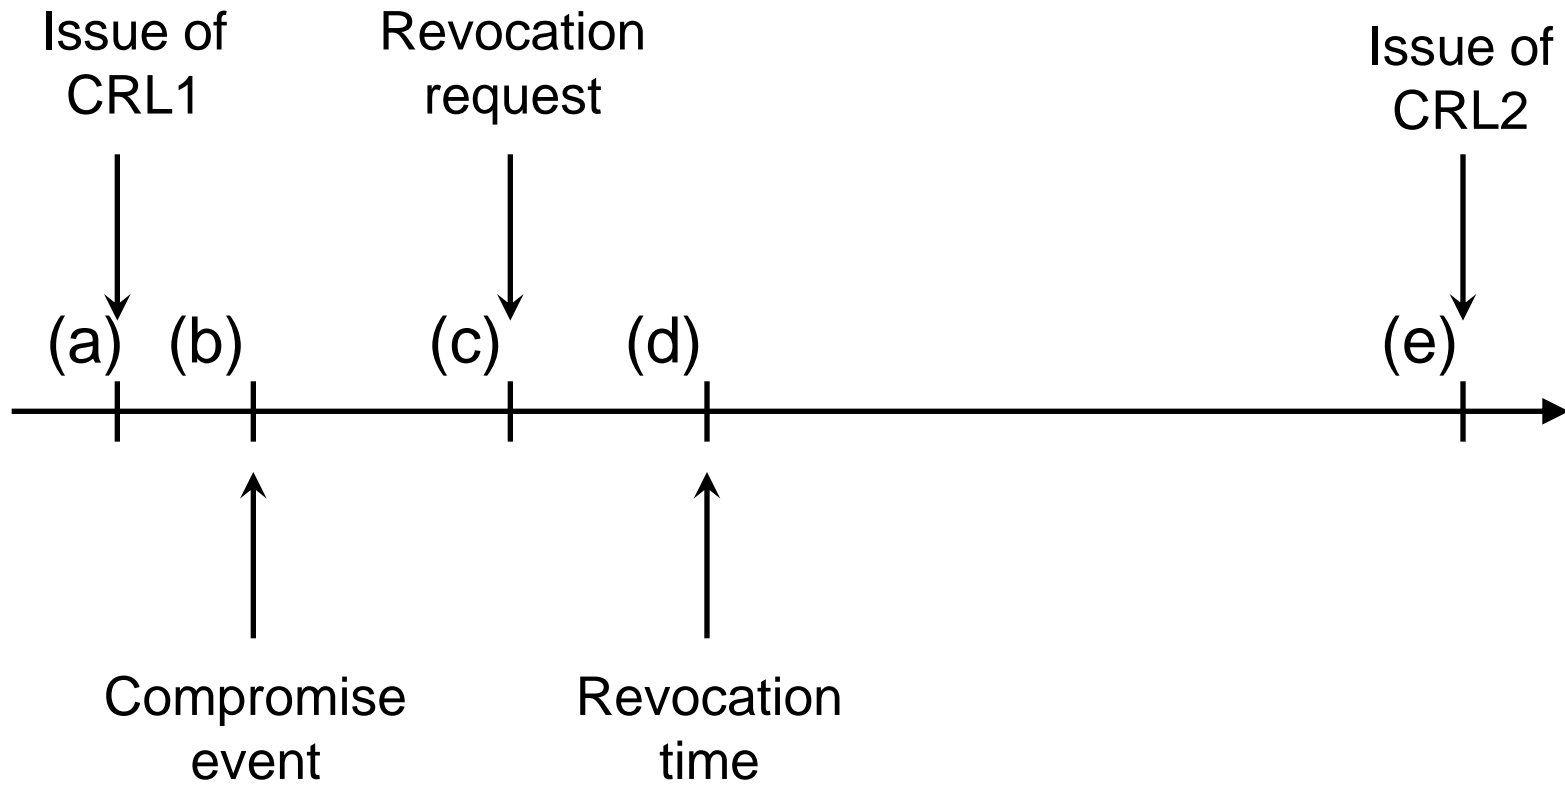 Issue of
CRL1
Revocation
request
Issue of
CRL2
(a)
(b)
(c)
(d)
(e)
Compromise
event
Revocation
time